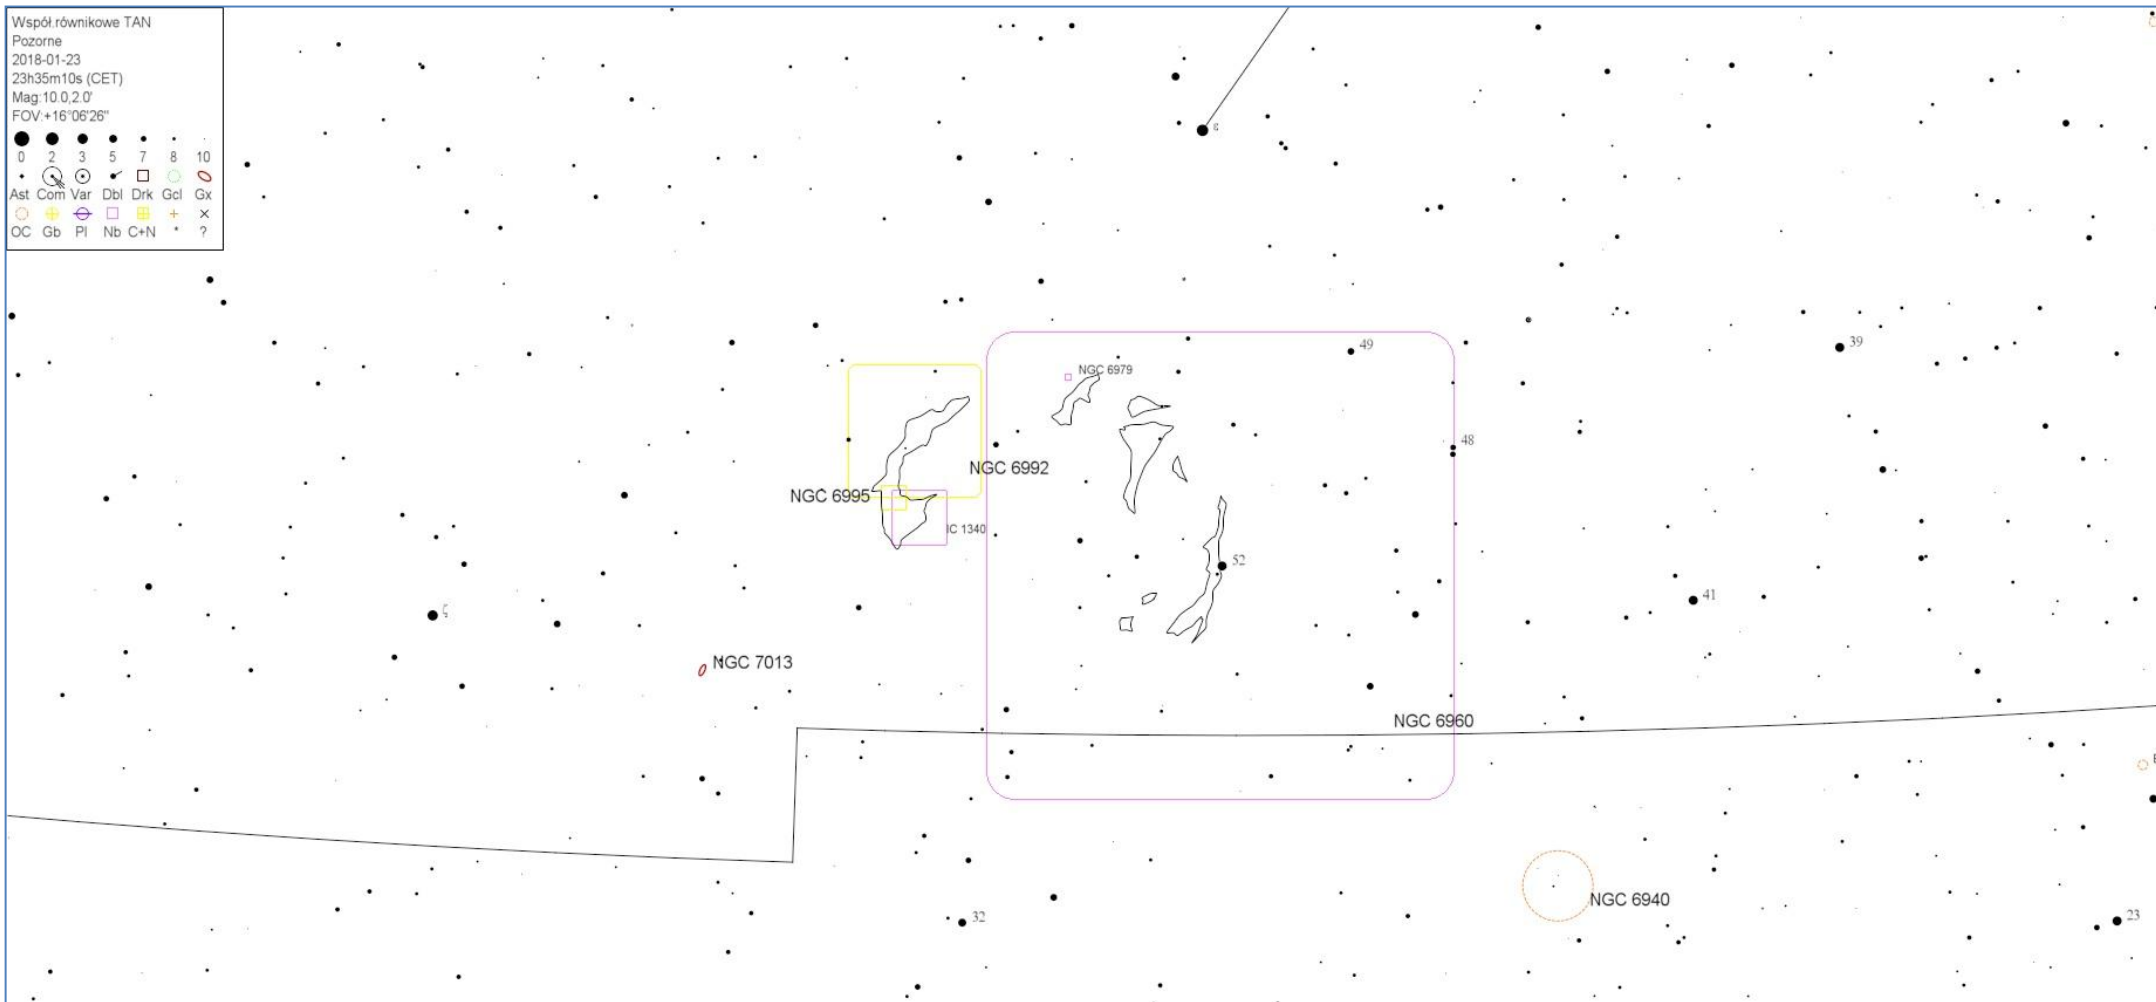 Współ.równikowe TAN
Pozorne
2018-01-23
23h35m10s (CET)
Mag:10.0,2.0'
FOV:+16°06'26"
0 2 3 5 7 8 10
Ast Com Var Dbl Drk Gcl Gx
OC Gb Pl Nb C+N * ?
ε
49
39
NGC 6979
48
NGC 6992
NGC 6995
IC 1340
52
41
ζ
NGC 7013
NGC 6960
NGC 6940
32
23